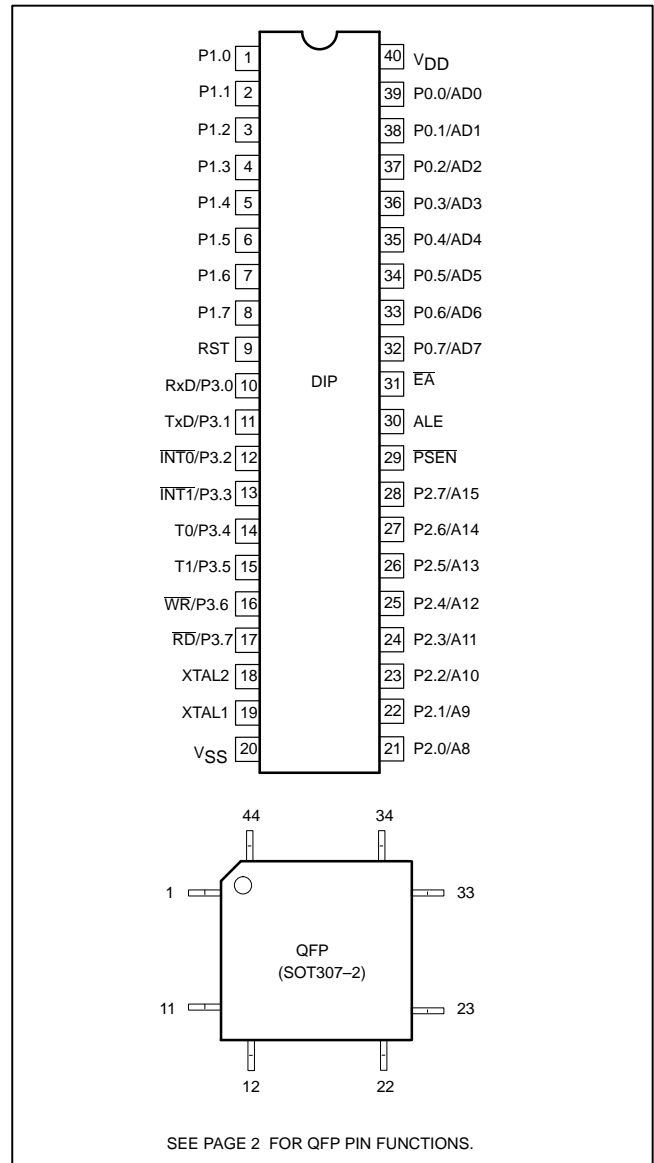 P1.0 1 40 VDD
P1.1 2 39 P0.0/AD0
P1.2 3 38 P0.1/AD1
P1.3 4 37 P0.2/AD2
P1.4 5 36 P0.3/AD3
P1.5 6 35 P0.4/AD4
P1.6 7 34 P0.5/AD5
P1.7 8 33 P0.6/AD6
RST 9 32 P0.7/AD7
RxD/P3.0 10 DIP 31 E̅A̅
TxD/P3.1 11 30 ALE
I̅N̅T̅0̅/P3.2 12 29 P̅S̅E̅N̅
I̅N̅T̅1̅/P3.3 13 28 P2.7/A15
T0/P3.4 14 27 P2.6/A14
T1/P3.5 15 26 P2.5/A13
W̅R̅/P3.6 16 25 P2.4/A12
R̅D̅/P3.7 17 24 P2.3/A11
XTAL2 18 23 P2.2/A10
XTAL1 19 22 P2.1/A9
VSS 20 21 P2.0/A8
44 34
1 33
QFP
(SOT307–2)
11 23
12 22
SEE PAGE 2 FOR QFP PIN FUNCTIONS.